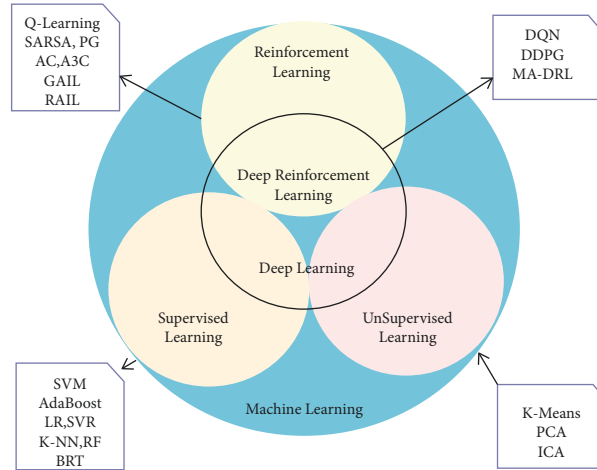 Q-Learning
SARSA, PG
AC,A3C
GAIL
RAIL
Reinforcement
Learning
DQN
DDPG
MA-DRL
Deep Reinforcement
Learning
Deep Learning
Supervised
Learning
UnSupervised
Learning
Machine Learning
SVM
AdaBoost
LR,SVR
K-NN,RF
BRT
K-Means
PCA
ICA